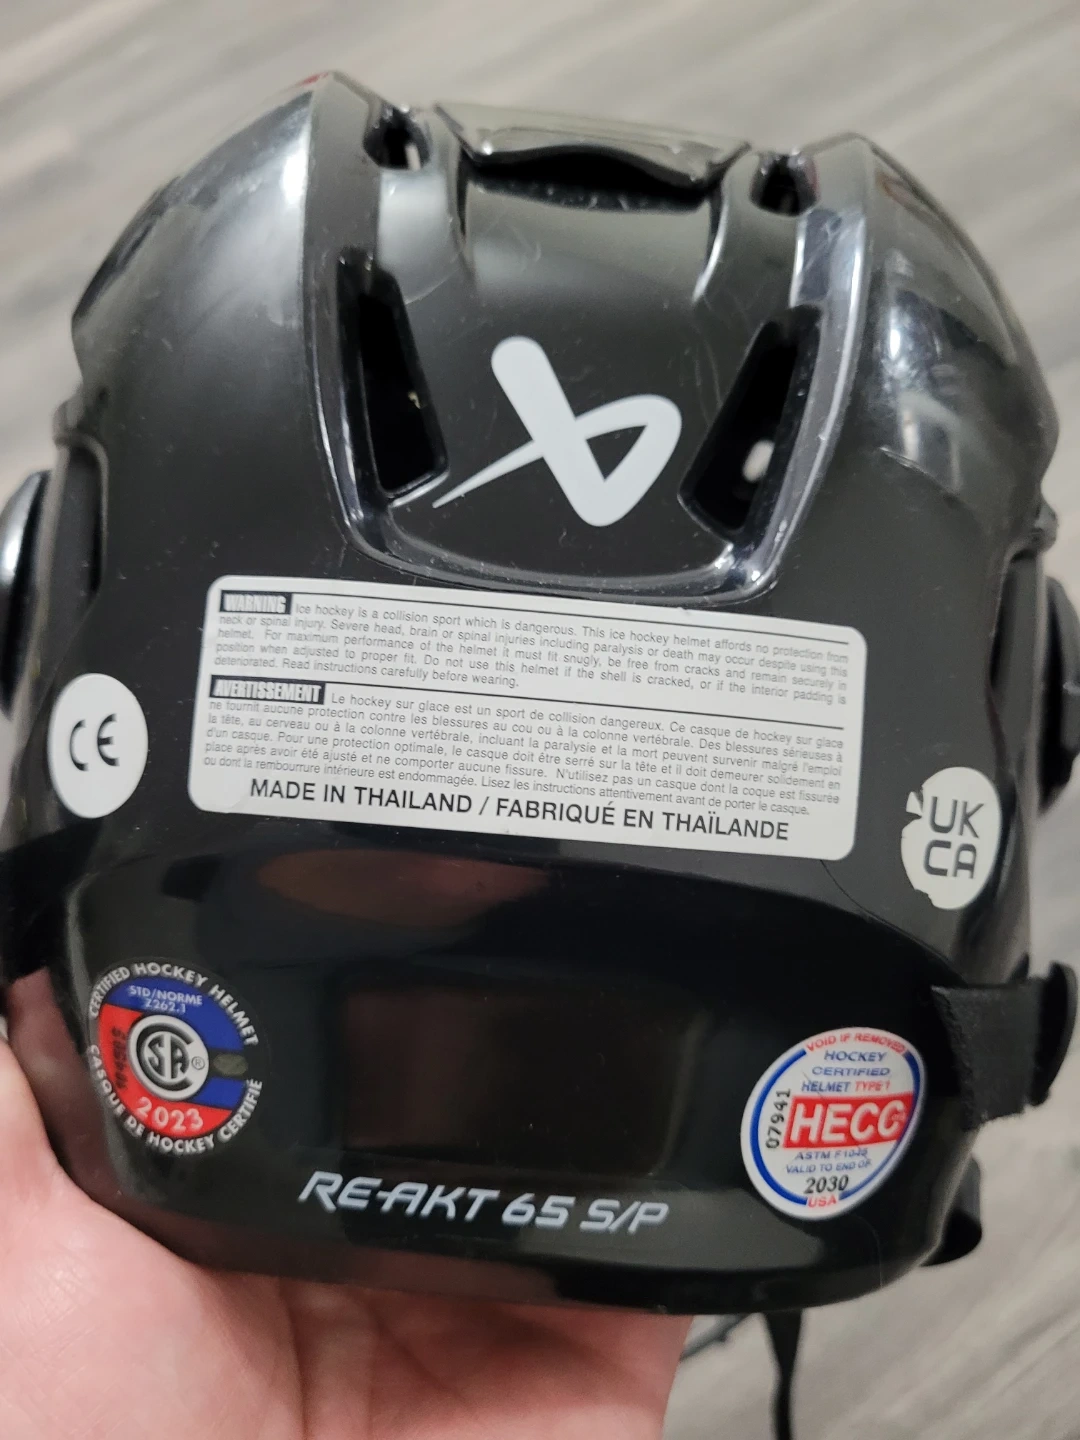 WARNING Ice hockey is a collision sport which is dangerous. This ice hockey helmet affords no protection from
neck or spinal injury. Severe head, brain or spinal injuries including paralysis or death may occur despite using this
helmet. For maximum performance of the helmet it must fit snugly, be free from cracks and remain securely in
position when adjusted to proper fit. Do not use this helmet if the shell is cracked, or if the interior padding is
deteriorated. Read instructions carefully before wearing.
AVERTISSEMENT Le hockey sur glace est un sport de collision dangereux. Ce casque de hockey sur glace
ne fournit aucune protection contre les blessures au cou ou à la colonne vertébrale. Des blessures sérieuses à
la tête, au cerveau ou à la colonne vertébrale, incluant la paralysie et la mort peuvent survenir malgré l'emploi
d'un casque. Pour une protection optimale, le casque doit être serré sur la tête et il doit demeurer solidement en
place après avoir été ajusté et ne comporter aucune fissure. N'utilisez pas un casque dont la coque est fissurée
ou dont la rembourrure intérieure est endommagée. Lisez les instructions attentivement avant de porter le casque.
MADE IN THAILAND / FABRIQUÉ EN THAÏLANDE
CE
UK
CA
CERTIFIED HOCKEY HELMET
STD/NORME
Z262.1
CSA ®
2023
CASQUE DE HOCKEY CERTIFIÉ
VOID IF REMOVED
HOCKEY
CERTIFIED
HELMET TYPE 1
07941
HECC
ASTM
VALID TO END OF
2030
USA
RE-AKT 65 S/P